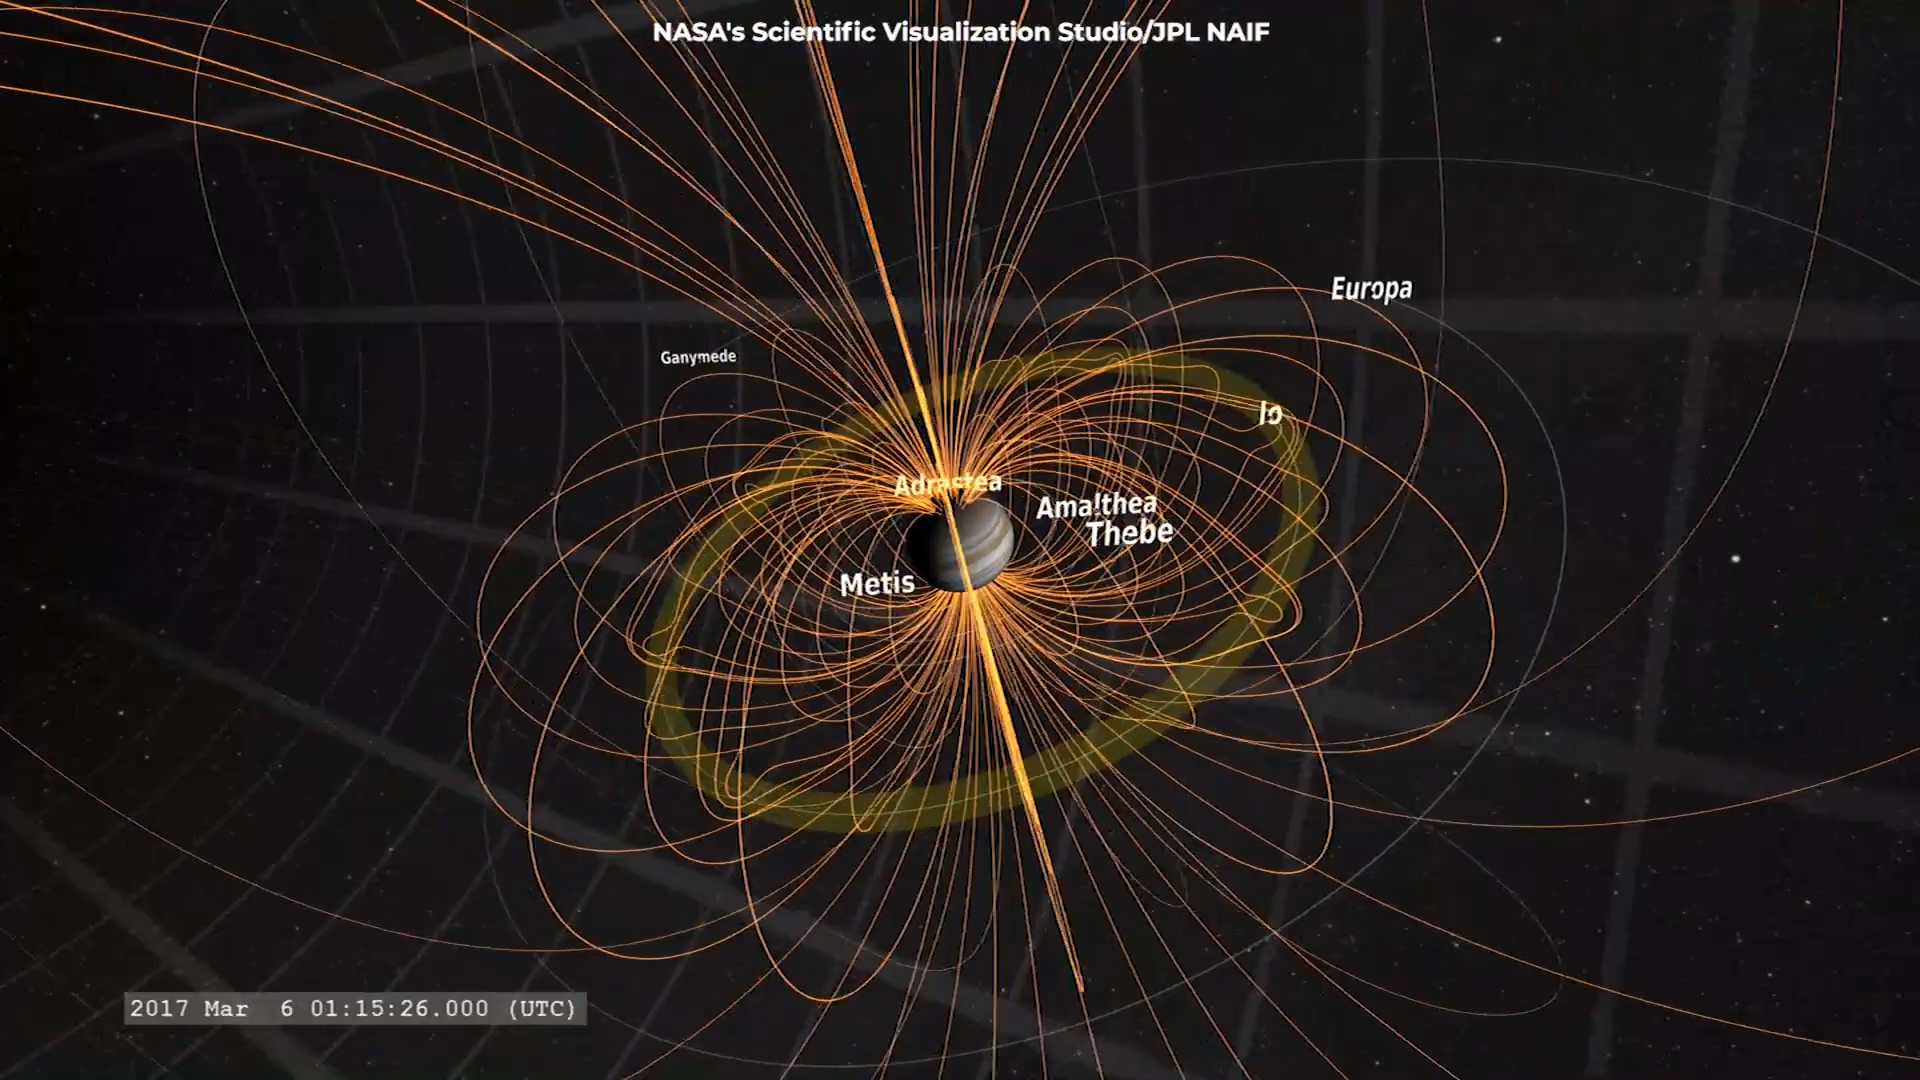 NASA's Scientific Visualization Studio/JPL NAIF
Europa
Ganymede
Io
Adrastea
Amalthea
Thebe
Metis
2017 Mar  6 01:15:26.000 (UTC)